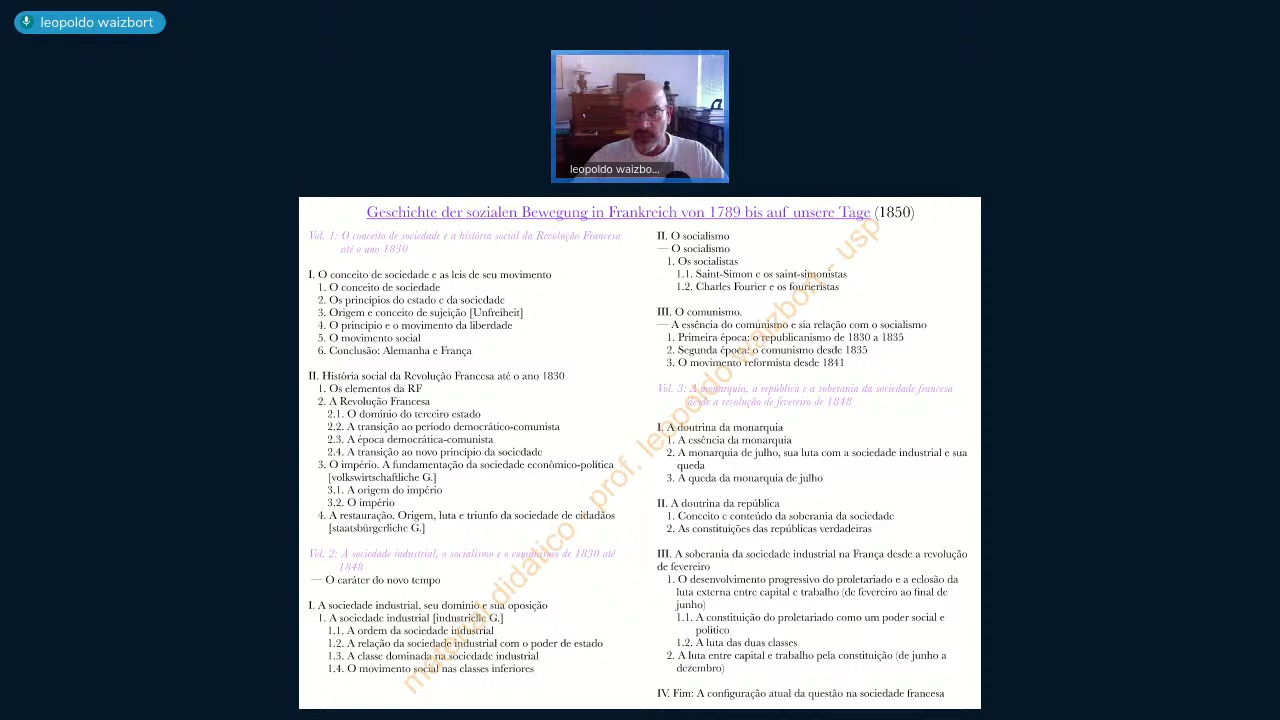 leopoldo waizbort
leopoldo waizbo...
Geschichte der sozialen Bewegung in Frankreich von 1789 bis auf unsere Tage (1850)
Vol. 1: O conceito de sociedade e a história social da Revolução Francesa
até o ano 1830
I. O conceito de sociedade e as leis de seu movimento
1. O conceito de sociedade
2. Os princípios do estado e da sociedade
3. Origem e conceito de sujeição [Unfreiheit]
4. O princípio e o movimento da liberdade
5. O movimento social
6. Conclusão: Alemanha e França
II. História social da Revolução Francesa até o ano 1830
1. Os elementos da RF
2. A Revolução Francesa
2.1. O domínio do terceiro estado
2.2. A transição ao período democrático-comunista
2.3. A época democrática-comunista
2.4. A transição ao novo princípio da sociedade
3. O império. A fundamentação da sociedade econômico-política
[volkswirtschaftliche G.]
3.1. A origem do império
3.2. O império
4. A restauração. Origem, luta e triunfo da sociedade de cidadãos
[staatsbürgerliche G.]
Vol. 2: A sociedade industrial, o socialismo e o comunismo de 1830 até
1848
— O caráter do novo tempo
I. A sociedade industrial, seu domínio e sua oposição
1. A sociedade industrial [industrielle G.]
1.1. A ordem da sociedade industrial
1.2. A relação da sociedade industrial com o poder de estado
1.3. A classe dominada na sociedade industrial
1.4. O movimento social nas classes inferiores
II. O socialismo
— O socialismo
1. Os socialistas
1.1. Saint-Simon e os saint-simonistas
1.2. Charles Fourier e os fourieristas
III. O comunismo.
— A essência do comunismo e sia relação com o socialismo
1. Primeira época: o republicanismo de 1830 a 1835
2. Segunda época: o comunismo desde 1835
3. O movimento reformista desde 1841
Vol. 3: A monarquia, a república e a soberania da sociedade francesa
desde a revolução de fevereiro de 1848
I. A doutrina da monarquia
1. A essência da monarquia
2. A monarquia de julho, sua luta com a sociedade industrial e sua
queda
3. A queda da monarquia de julho
II. A doutrina da república
1. Conceito e conteúdo da soberania da sociedade
2. As constituições das repúblicas verdadeiras
III. A soberania da sociedade industrial na França desde a revolução
de fevereiro
1. O desenvolvimento progressivo do proletariado e a eclosão da
luta externa entre capital e trabalho (de fevereiro ao final de
junho)
1.1. A constituição do proletariado como um poder social e
político
1.2. A luta das duas classes
2. A luta entre capital e trabalho pela constituição (de junho a
dezembro)
IV. Fim: A configuração atual da questão na sociedade francesa
material didático - prof. leopoldo waizbort - usp